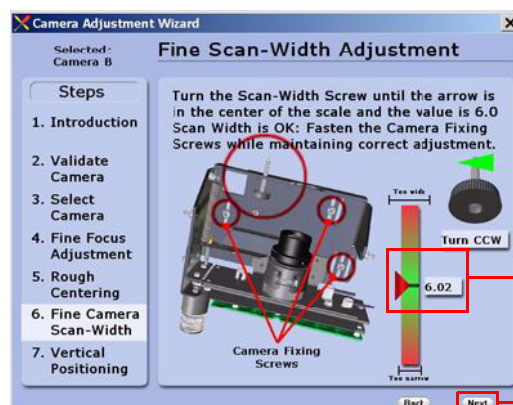 Camera Adjustment Wizard
Selected:
Camera B
Fine Scan-Width Adjustment
Steps
1. Introduction
2. Validate
Camera
3. Select
Camera
4. Fine Focus
Adjustment
5. Rough
Centering
6. Fine Camera
Scan-Width
7. Vertical
Positioning
Turn the Scan-Width Screw until the arrow is
in the center of the scale and the value is 6.0
Scan Width is OK: Fasten the Camera Fixing
Screws while maintaining correct adjustment.
Too wide
Turn CCW
6.02
Camera Fixing
Screws
Too narrow
Back
Next